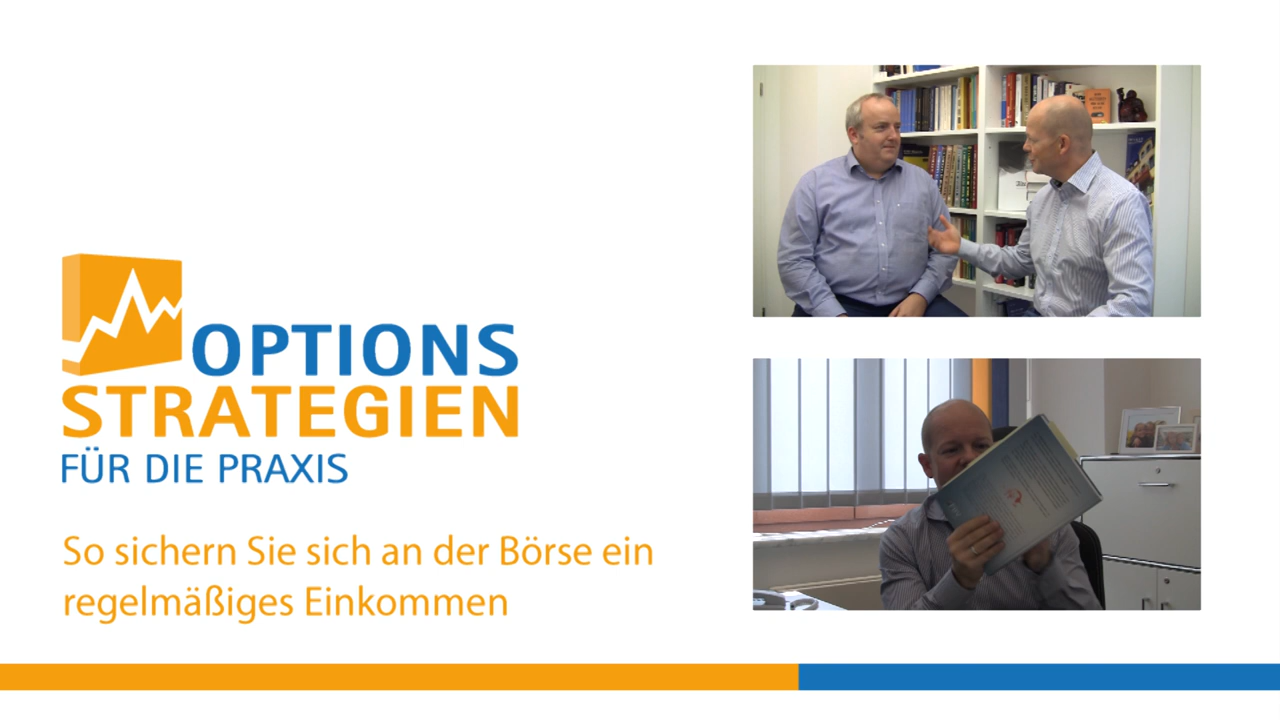 OPTIONS
STRATEGIEN
FÜR DIE PRAXIS
So sichern Sie sich an der Börse ein
regelmäßiges Einkommen